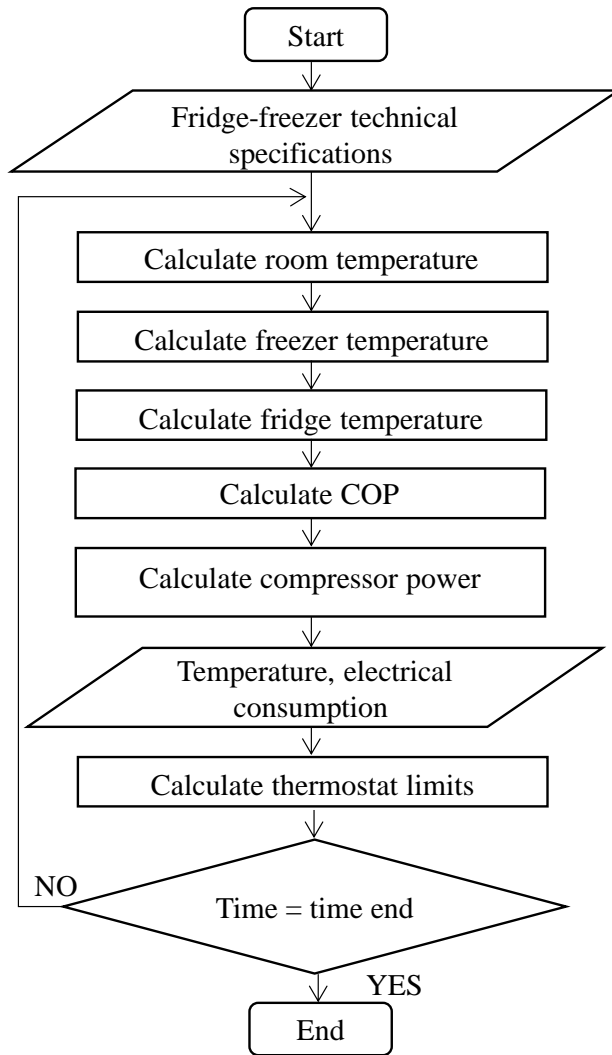 Start
Fridge-freezer technical
specifications
Calculate room temperature
Calculate freezer temperature
Calculate fridge temperature
Calculate COP
Calculate compressor power
Temperature, electrical
consumption
Calculate thermostat limits
NO
Time = time end
YES
End